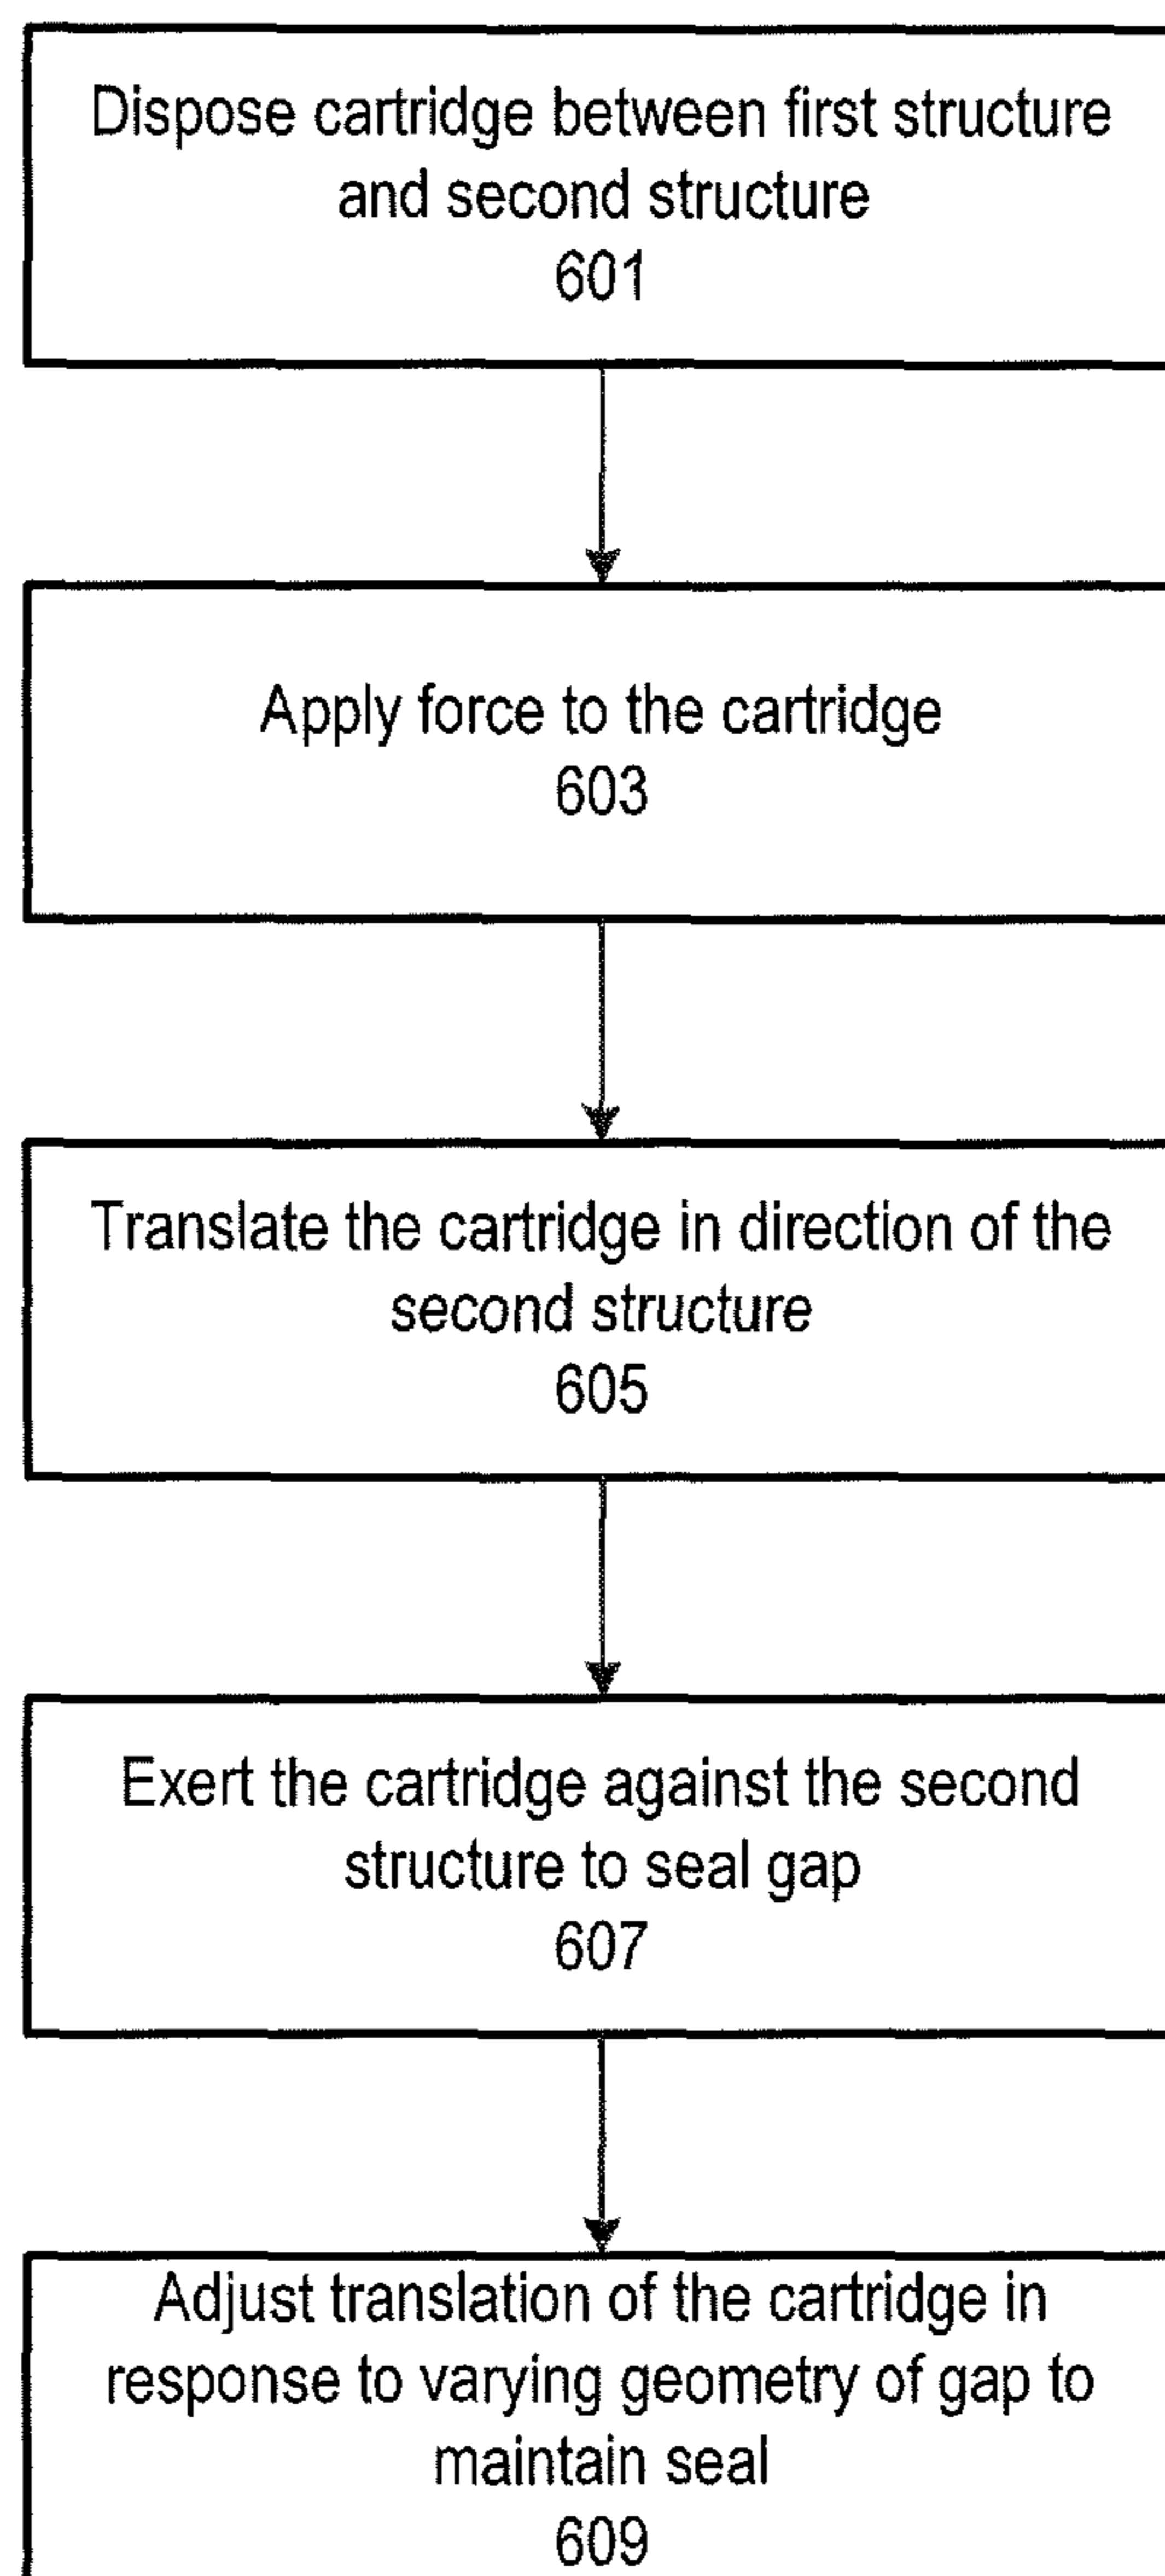 Dispose cartridge between first structure
and second structure
601
Apply force to the cartridge
603
Translate the cartridge in direction of the
second structure
605
Exert the cartridge against the second
structure to seal gap
607
Adjust translation of the cartridge in
response to varying geometry of gap to
maintain seal
609